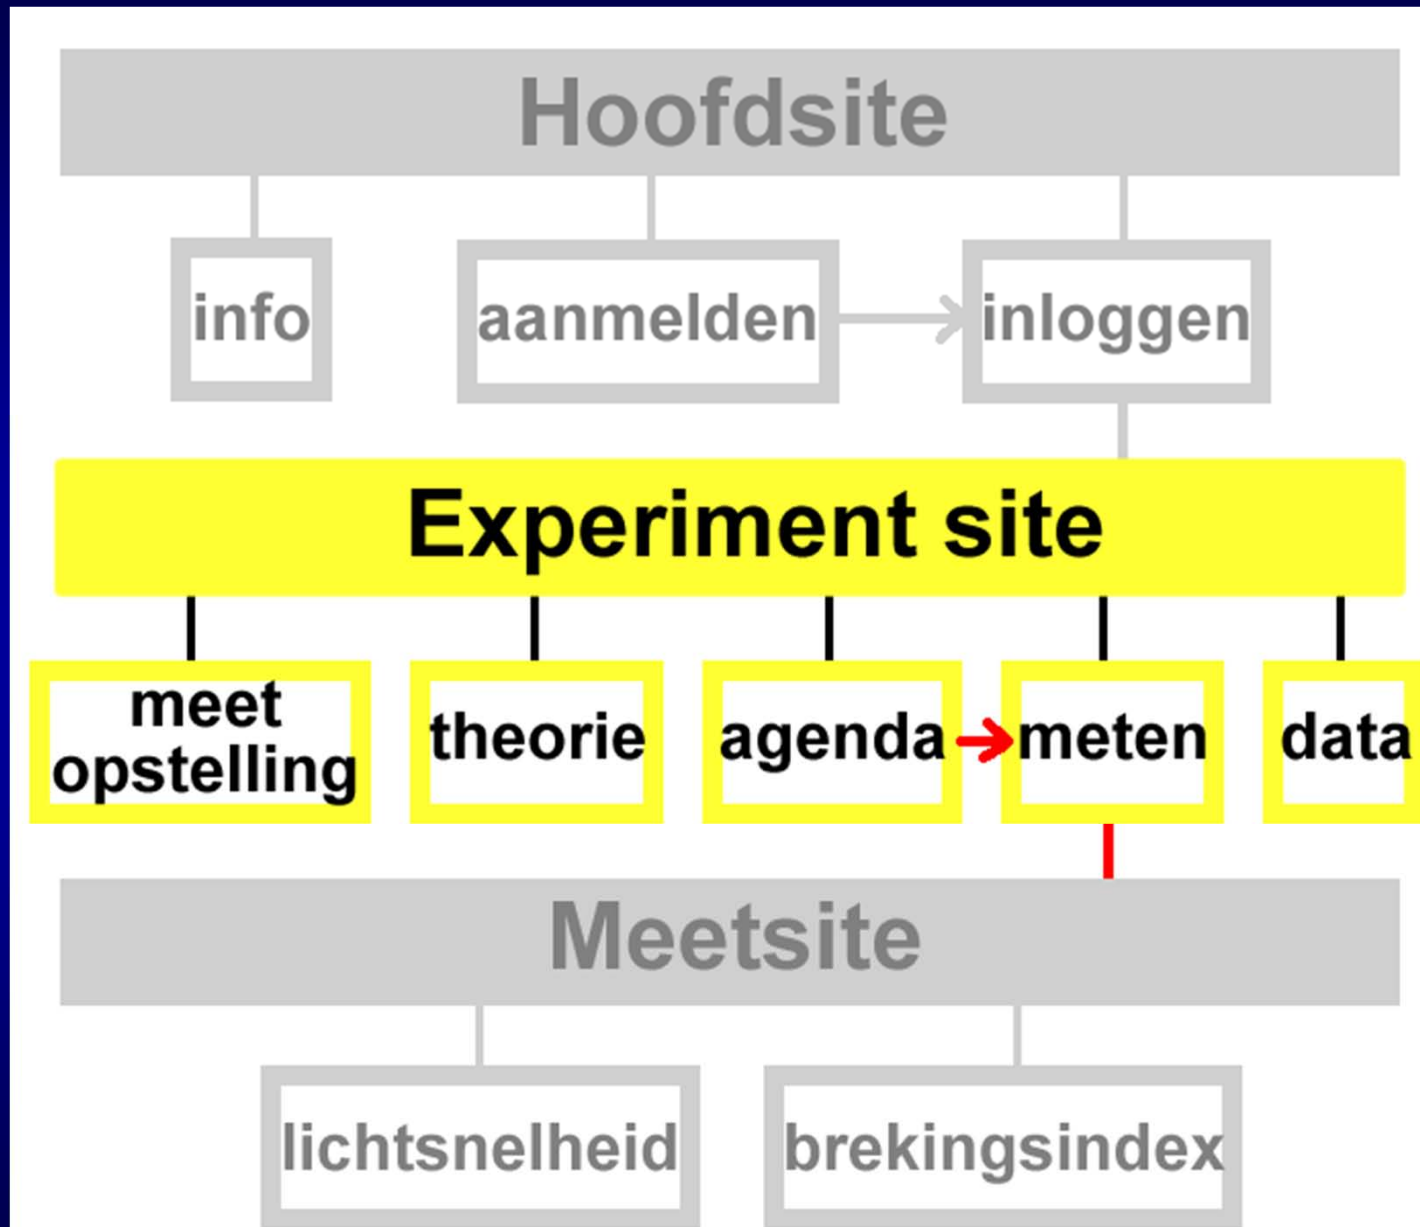 Hoofdsite
info
aanmelden
inloggen
Experiment site
meet
opstelling
theorie
agenda
meten
data
Meetsite
lichtsnelheid
brekingsindex